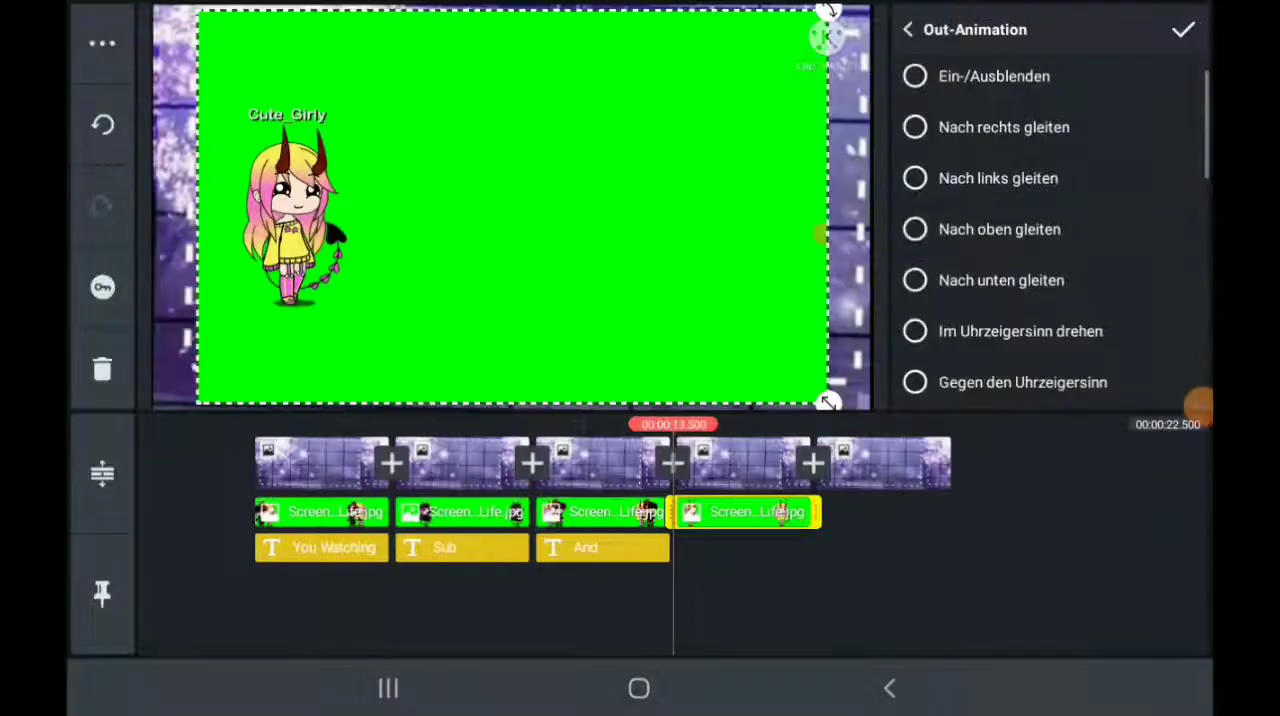 Out-Animation
Ein-/Ausblenden
Nach rechts gleiten
Nach links gleiten
Nach oben gleiten
Nach unten gleiten
Im Uhrzeigersinn drehen
Gegen den Uhrzeigersinn
Cute_Girly
00:00:13.500
00:00:22.500
Screen..Life.jpg
Screen..Life.jpg
Screen..Life.jpg
Screen..Life.jpg
T You Watching
T Sub
T And